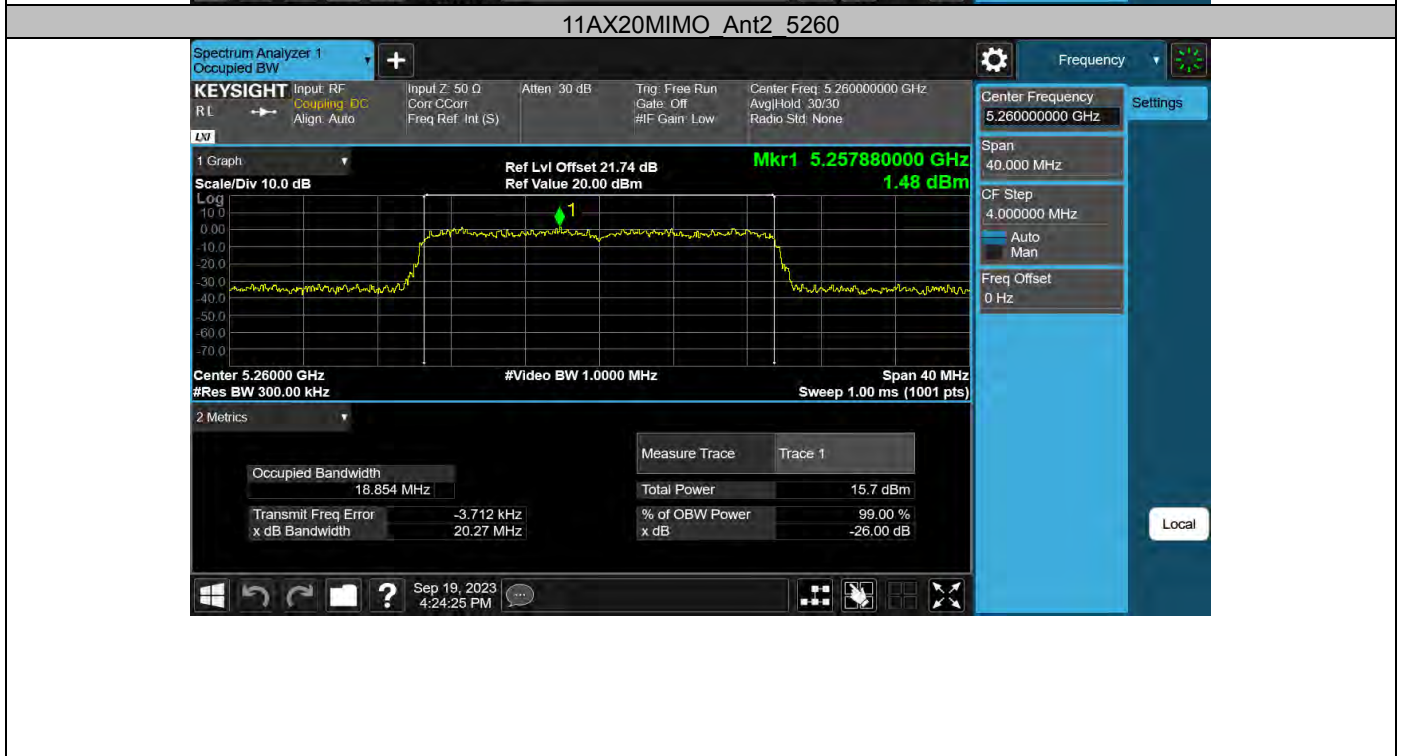 11AX20MIMO_Ant2_5260
Spectrum Analyzer 1
Occupied BW
+
Frequency
KEYSIGHT
RL
LXI
Input: RF
Coupling: DC
Align: Auto
Input Z: 50 Ω
Corr CCorr
Freq Ref: Int (S)
Atten: 30 dB
Trig: Free Run
Gate: Off
#IF Gain: Low
Center Freq: 5.260000000 GHz
Avg|Hold: 30/30
Radio Std: None
Center Frequency
5.260000000 GHz
Settings
Span
40.000 MHz
CF Step
4.000000 MHz
Auto
Man
Freq Offset
0 Hz
Local
1 Graph
Scale/Div 10.0 dB
Ref Lvl Offset 21.74 dB
Ref Value 20.00 dBm
Mkr1 5.257880000 GHz
1.48 dBm
Log
10.0
0.00
-10.0
-20.0
-30.0
-40.0
-50.0
-60.0
-70.0
1
Center 5.26000 GHz
#Res BW 300.00 kHz
#Video BW 1.0000 MHz
Span 40 MHz
Sweep 1.00 ms (1001 pts)
2 Metrics
Measure Trace Trace 1
Occupied Bandwidth
18.854 MHz
Total Power 15.7 dBm
Transmit Freq Error -3.712 kHz
% of OBW Power 99.00 %
x dB Bandwidth 20.27 MHz
x dB -26.00 dB
?
Sep 19, 2023
4:24:25 PM